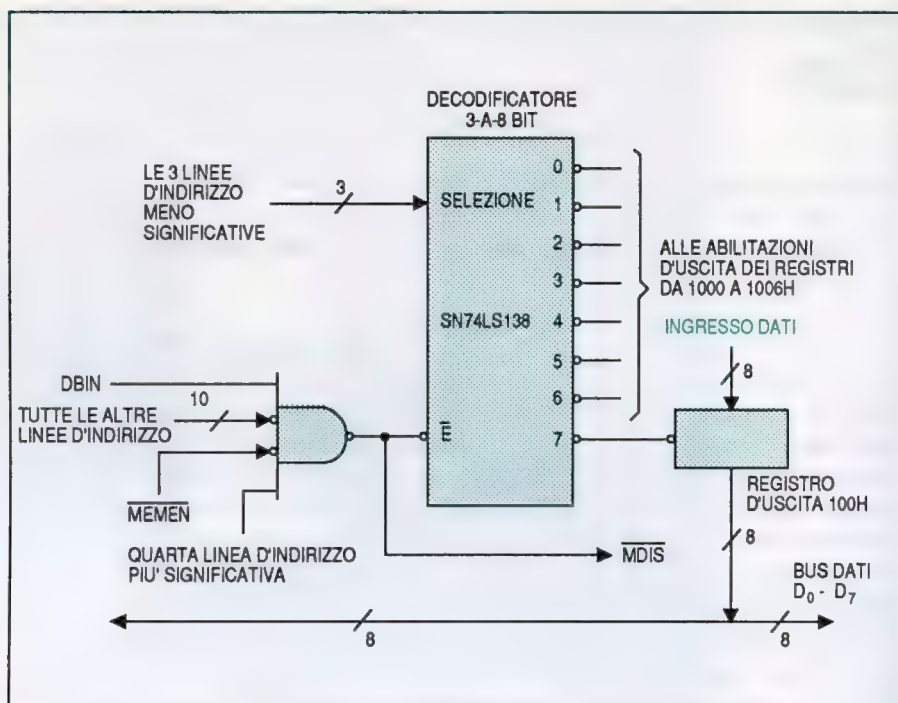 DECODIFICATORE
3-A-8 BIT
LE 3 LINEE
D'INDIRIZZO
MENO
SIGNIFICATIVE
3
SELEZIONE
SN74LS138
E
0
1
2
3
4
5
6
7
ALLE ABILITAZIONI
D'USCITA DEI REGISTRI
DA 1000 A 1006H
INGRESSO DATI
8
DBIN
10
TUTTE LE ALTRE
LINEE D'INDIRIZZO
MEMEN
QUARTA LINEA D'INDIRIZZO
PIU' SIGNIFICATIVA
MDIS
REGISTRO
D'USCITA 100H
8
BUS DATI
D₀ - D₇
8
8